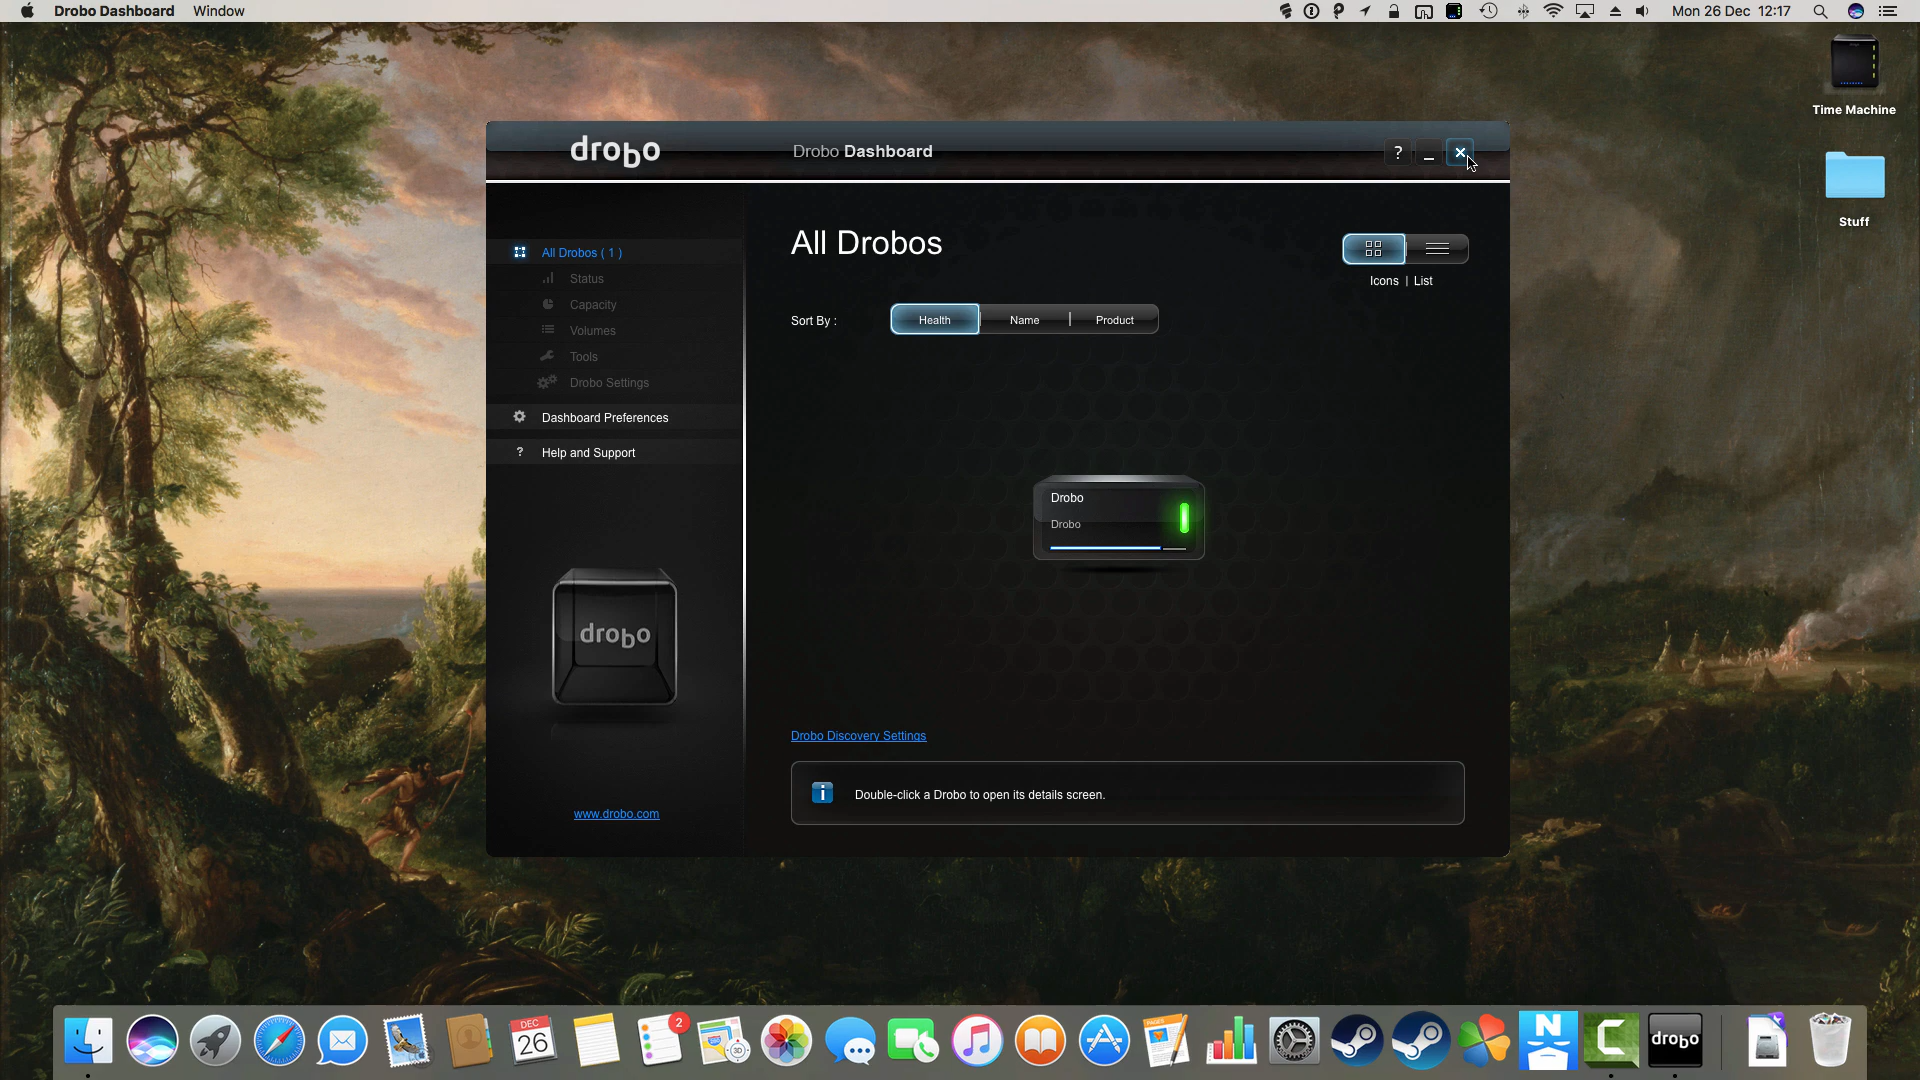 Drobo Dashboard Window
Mon 26 Dec 12:17
Time Machine
Stuff
drobo
Drobo Dashboard
?
All Drobos ( 1 )
Status
Capacity
Volumes
Tools
Drobo Settings
Dashboard Preferences
? Help and Support
drobo
www.drobo.com
All Drobos
Icons | List
Sort By :
Health
Name
Product
Drobo
Drobo
Drobo Discovery Settings
i
Double-click a Drobo to open its details screen.
DEC
26
2
3D
PAGES
N
C
drobo